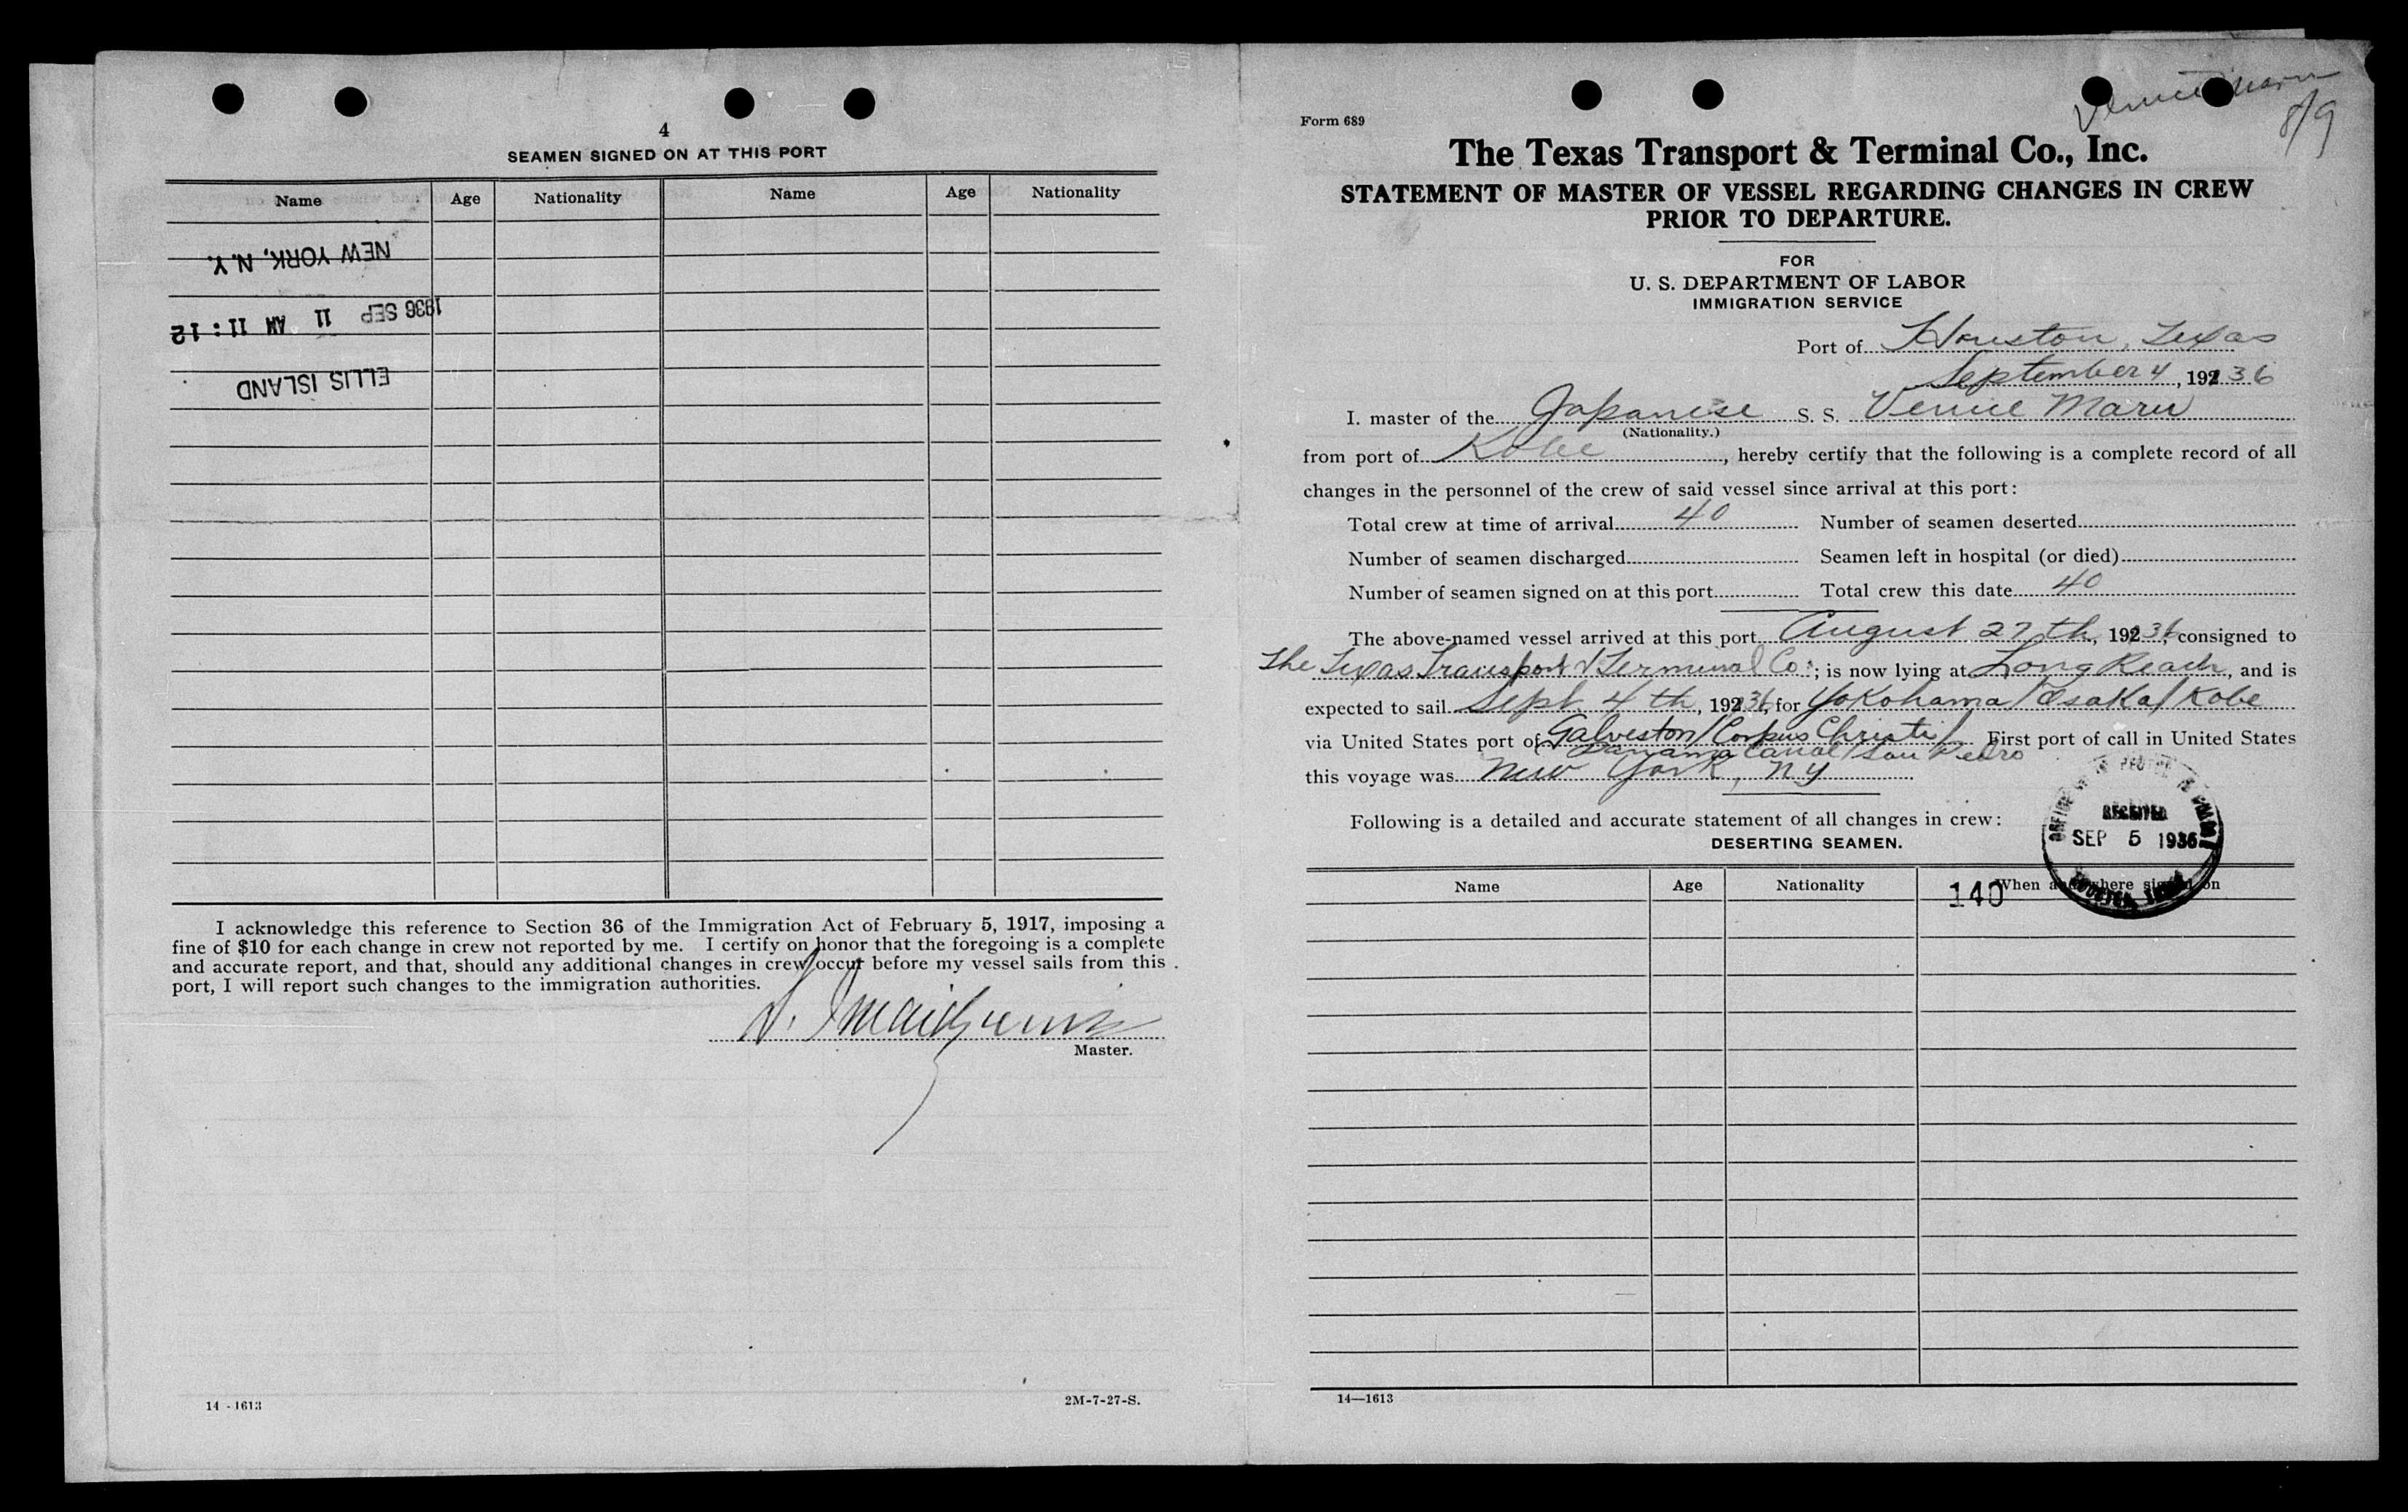 4
SEAMEN SIGNED ON AT THIS PORT
Name Age Nationality Name Age Nationality
NEW YORK, N.Y.
1936 SEP 11 AM 11:12
ELLIS ISLAND
I acknowledge this reference to Section 36 of the Immigration Act of February 5, 1917, imposing a
fine of $10 for each change in crew not reported by me. I certify on honor that the foregoing is a complete
and accurate report, and that, should any additional changes in crew occur before my vessel sails from this
port, I will report such changes to the immigration authorities.
Master.
14-1613 2M-7-27-S.
Venice Maru
8/9
Form 689
The Texas Transport & Terminal Co., Inc.
STATEMENT OF MASTER OF VESSEL REGARDING CHANGES IN CREW
PRIOR TO DEPARTURE.
FOR
U. S. DEPARTMENT OF LABOR
IMMIGRATION SERVICE
Port of Houston, Texas
September 4, 1936
I. master of the Japanese S. S. Venice Maru
(Nationality.)
from port of Kobe, hereby certify that the following is a complete record of all
changes in the personnel of the crew of said vessel since arrival at this port:
Total crew at time of arrival 40 Number of seamen deserted
Number of seamen discharged Seamen left in hospital (or died)
Number of seamen signed on at this port Total crew this date 40
The above-named vessel arrived at this port August 27th, 1936, consigned to
The Texas Transport & Terminal Co.; is now lying at Long Reach, and is
expected to sail Sept. 4th, 1936, for Yokohama/Osaka/Kobe
via United States port of Galveston/Corpus Christi/ First port of call in United States
Panama Canal/San Pedro
this voyage was New York, NY
Following is a detailed and accurate statement of all changes in crew:
RECEIVED
SEP 5 1936
DESERTING SEAMEN.
Name Age Nationality When and where signed on
140
14—1613